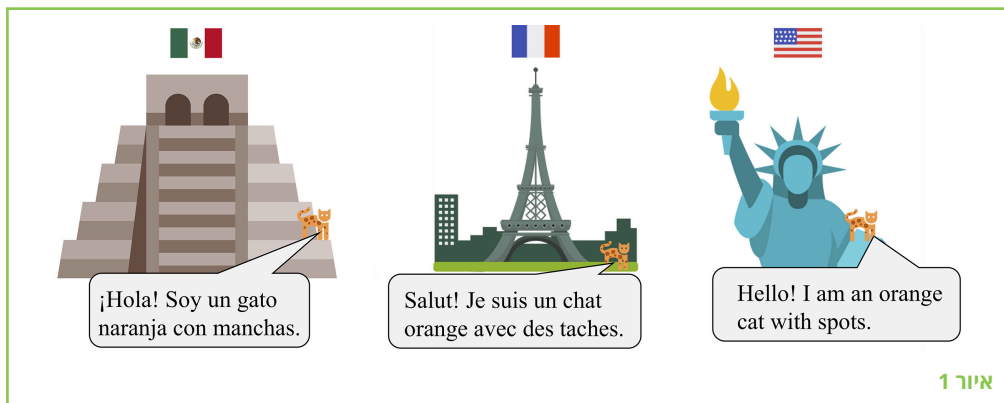 ¡Hola! Soy un gato
naranja con manchas.
Salut! Je suis un chat
orange avec des taches.
Hello! I am an orange
cat with spots.
איור 1